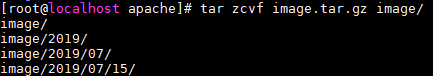 [root@localhost apache]# tar zcvf image.tar.gz image/
image/
image/2019/
image/2019/07/
image/2019/07/15/